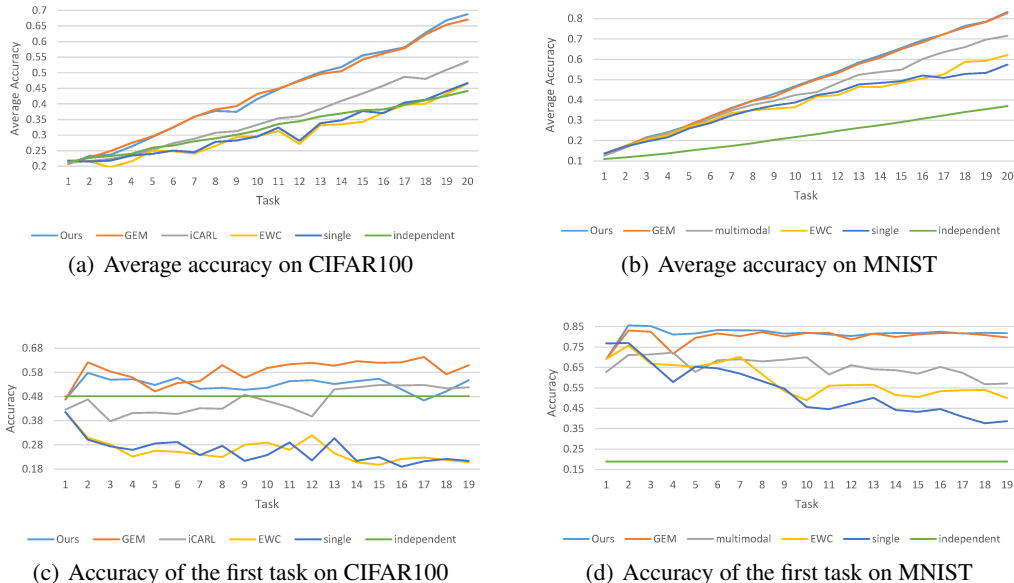 0.7
0.65
0.6
0.55
0.5
0.45
0.4
0.35
0.3
0.25
0.2
Average Accuracy
1 2 3 4 5 6 7 8 9 10 11 12 13 14 15 16 17 18 19 20
Task
Ours GEM iCARL EWC single independent
(a) Average accuracy on CIFAR100
0.8
0.7
0.6
0.5
0.4
0.3
0.2
0.1
Average Accuracy
1 2 3 4 5 6 7 8 9 10 11 12 13 14 15 16 17 18 19 20
Task
Ours GEM multimodal EWC single independent
(b) Average accuracy on MNIST
0.68
0.58
0.48
0.38
0.28
0.18
Accuracy
1 2 3 4 5 6 7 8 9 10 11 12 13 14 15 16 17 18 19
Task
Ours GEM iCARL EWC single independent
(c) Accuracy of the first task on CIFAR100
0.85
0.75
0.65
0.55
0.45
0.35
0.25
0.15
Accuracy
1 2 3 4 5 6 7 8 9 10 11 12 13 14 15 16 17 18 19
Task
Ours GEM multimodal EWC single independent
(d) Accuracy of the first task on MNIST